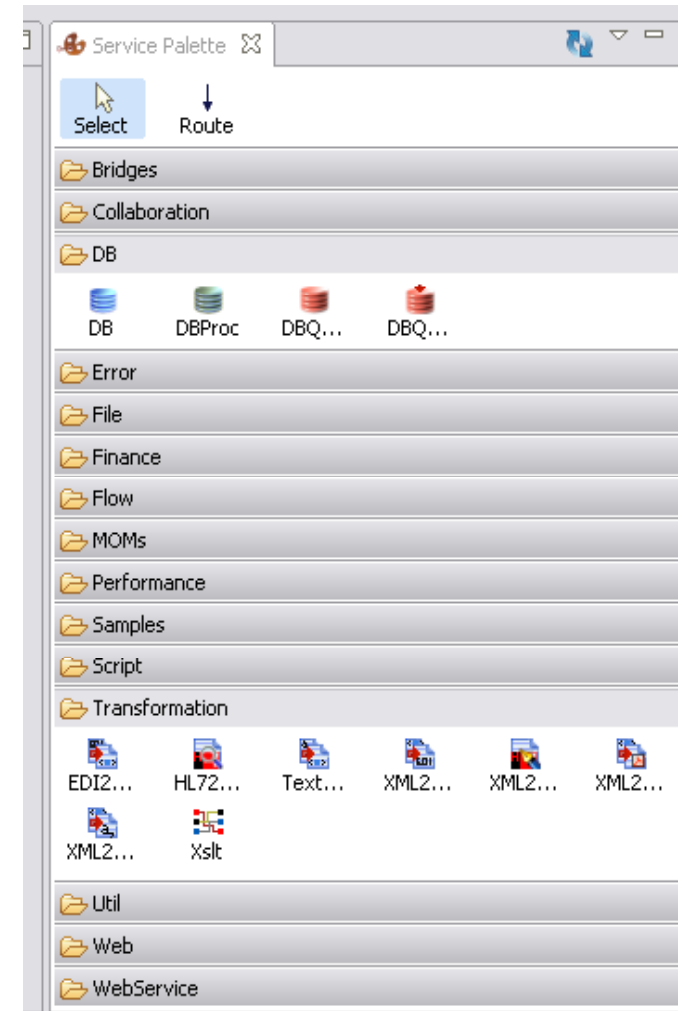 Service Palette
Select Route
Bridges
Collaboration
DB
DB DBProc DBQ... DBQ...
Error
File
Finance
Flow
MOMs
Performance
Samples
Script
Transformation
EDI2... HL72... Text... XML2... XML2... XML2...
XML2... Xslt
Util
Web
WebService